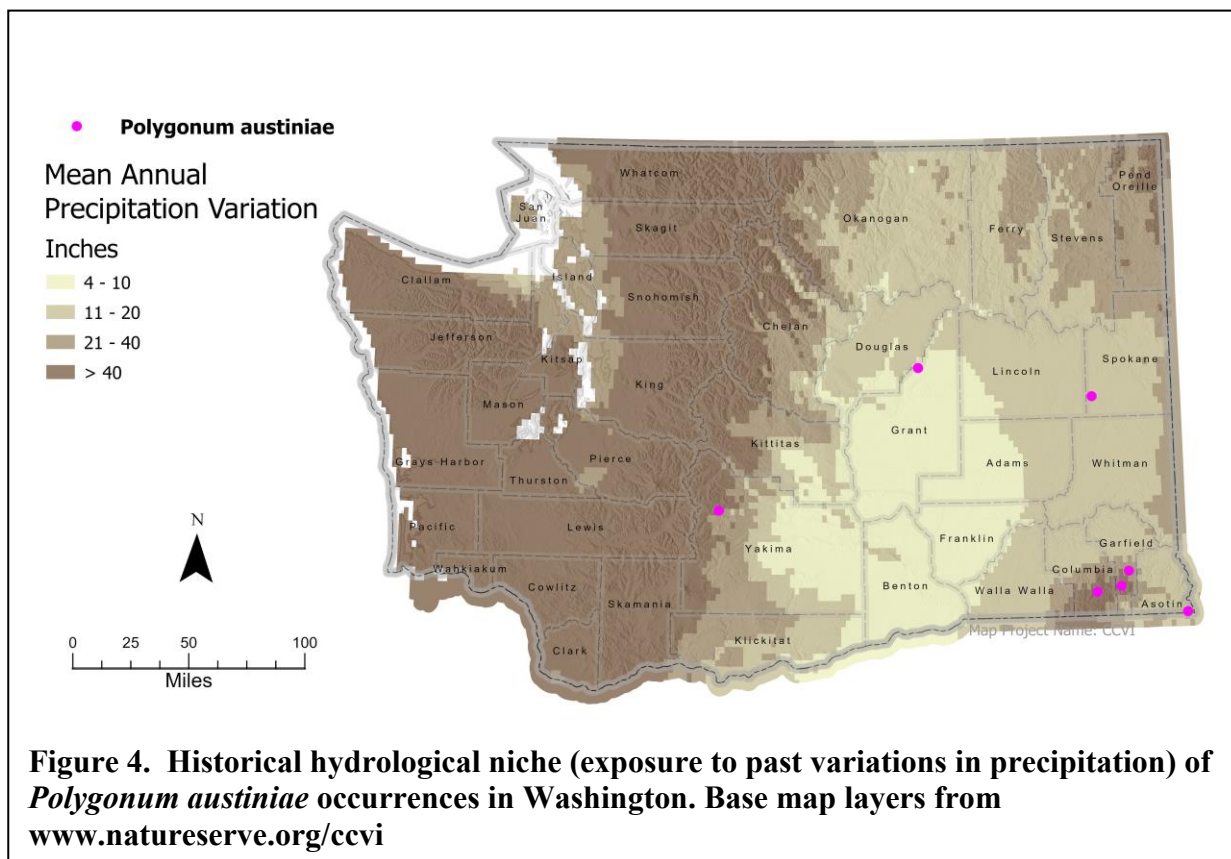 Polygonum austiniae
Mean Annual
Precipitation Variation
Inches
4 - 10
11 - 20
21 - 40
> 40
Whatcom
Pend
Oreille
San
Juan
Okanogan
Ferry
Stevens
Skagit
Island
Clallam
Snohomish
Chelan
Jefferson
Douglas
Spokane
Kitsap
Lincoln
King
Mason
Grant
Kittitas
Grays Harbor
Pierce
Adams
Whitman
Thurston
N
Pacific
Lewis
Yakima
Franklin
Garfield
Wahkiakum
Columbia
Cowlitz
Benton
Walla Walla
Asotin
Skamania
Klickitat
Map Project Name: CCVI
Clark
0 50 100
Miles
Figure 4. Historical hydrological niche (exposure to past variations in precipitation) of
Polygonum austiniae occurrences in Washington. Base map layers from
www.natureserve.org/ccvi